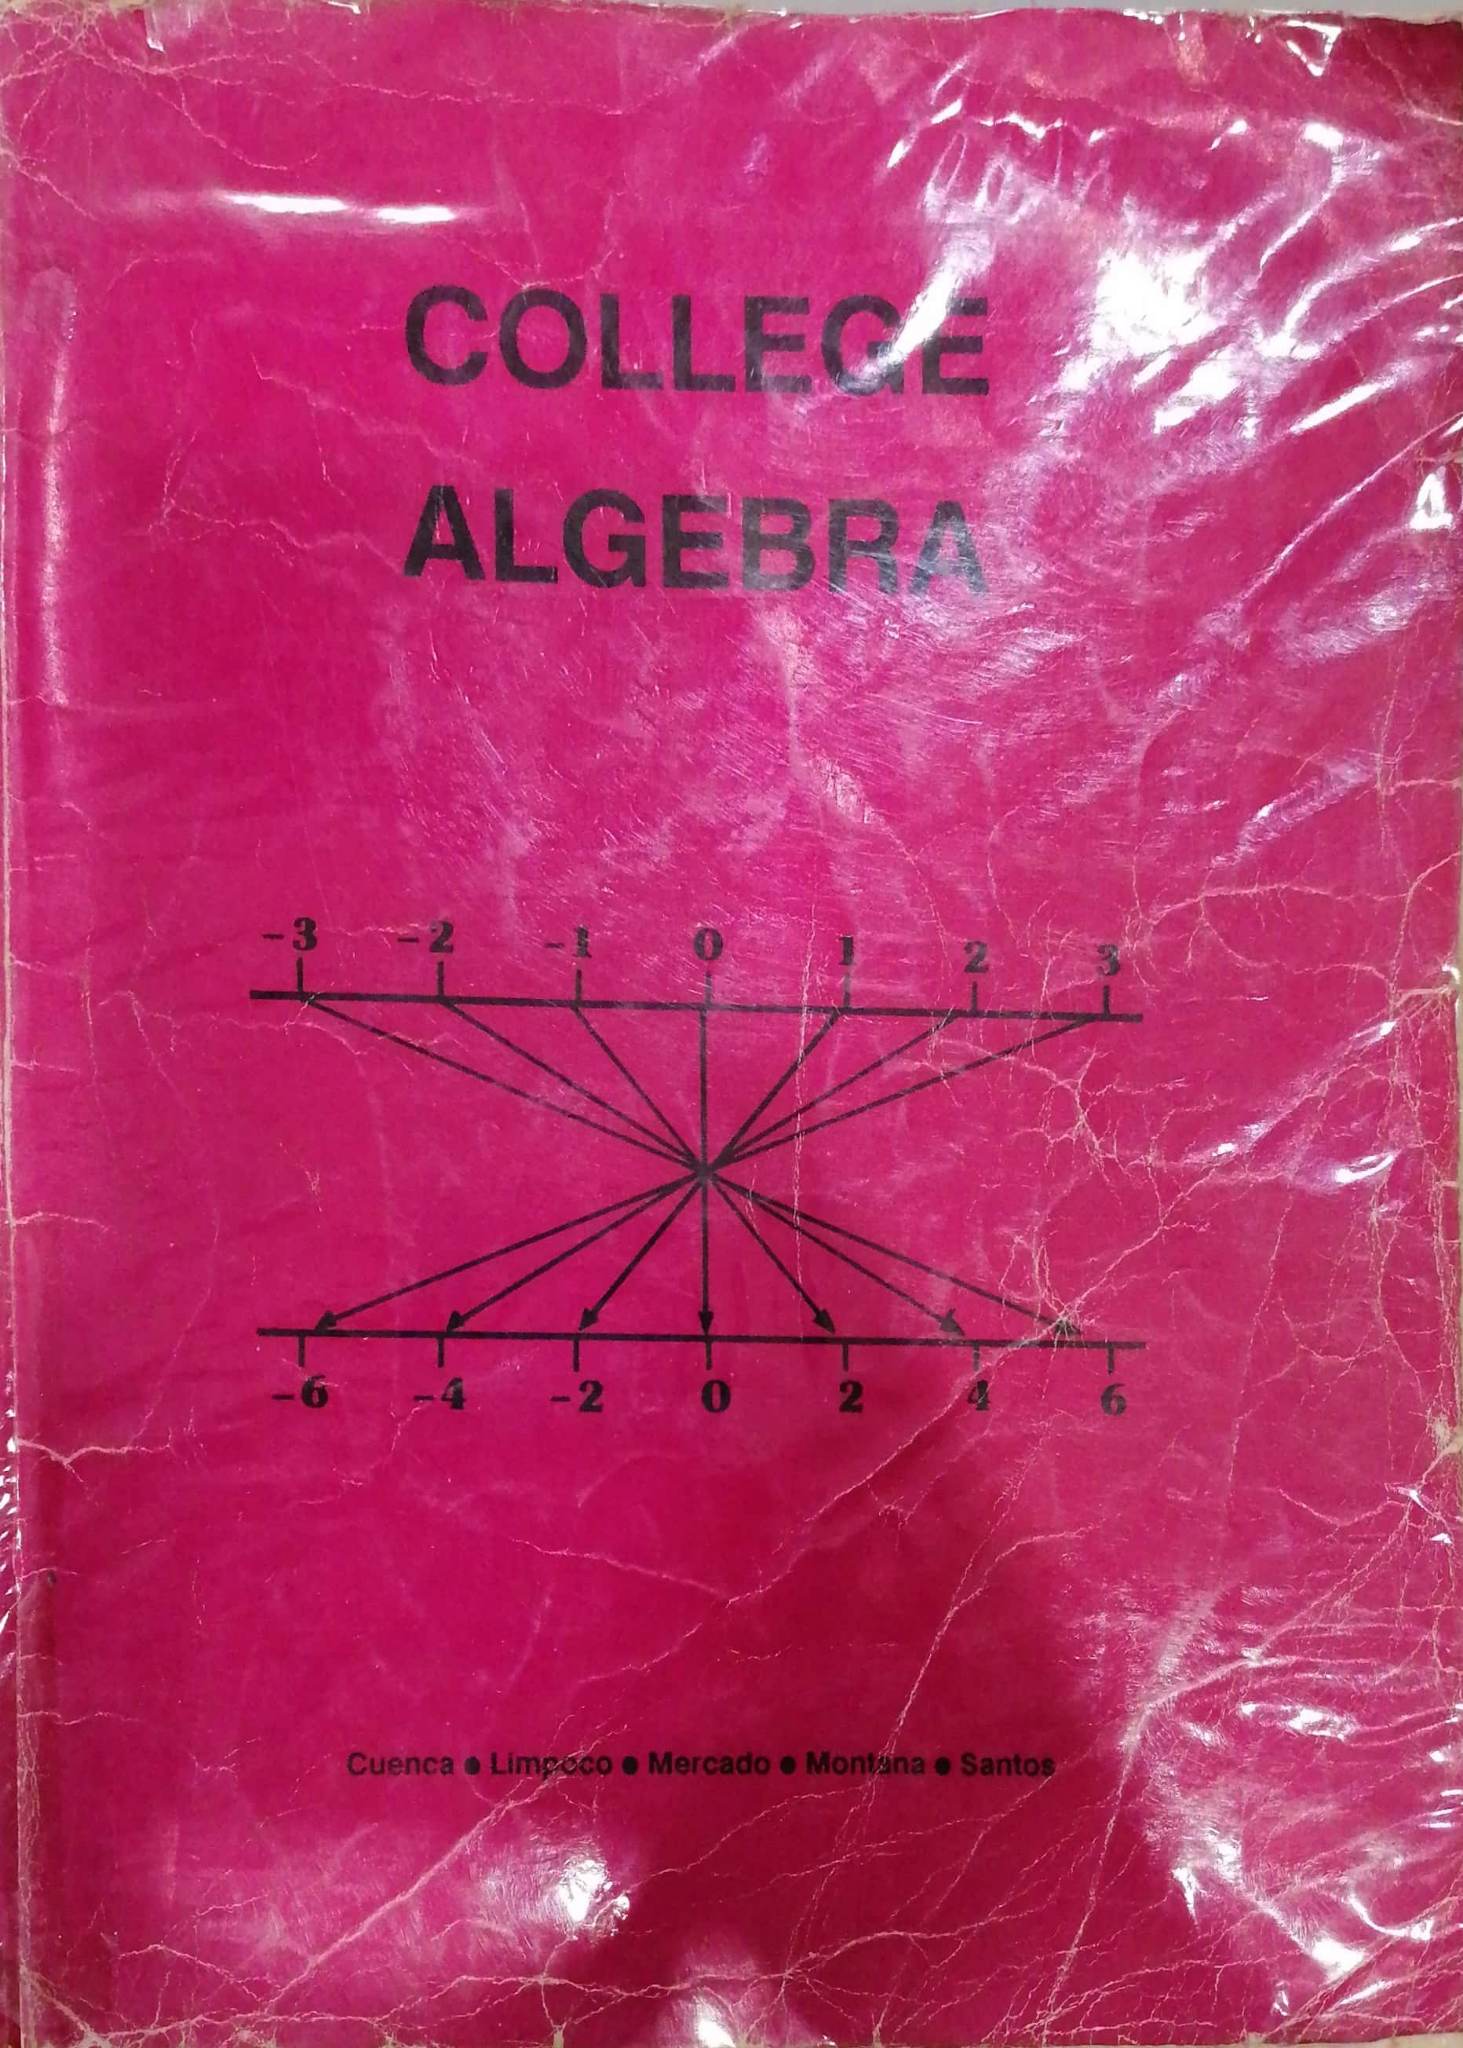 COLLEGE
ALGEBRA
-3 -2 -1 0 1 2 3
-6 -4 -2 0 2 4 6
Cuenca ● Limpoco ● Mercado ● Montana ● Santos